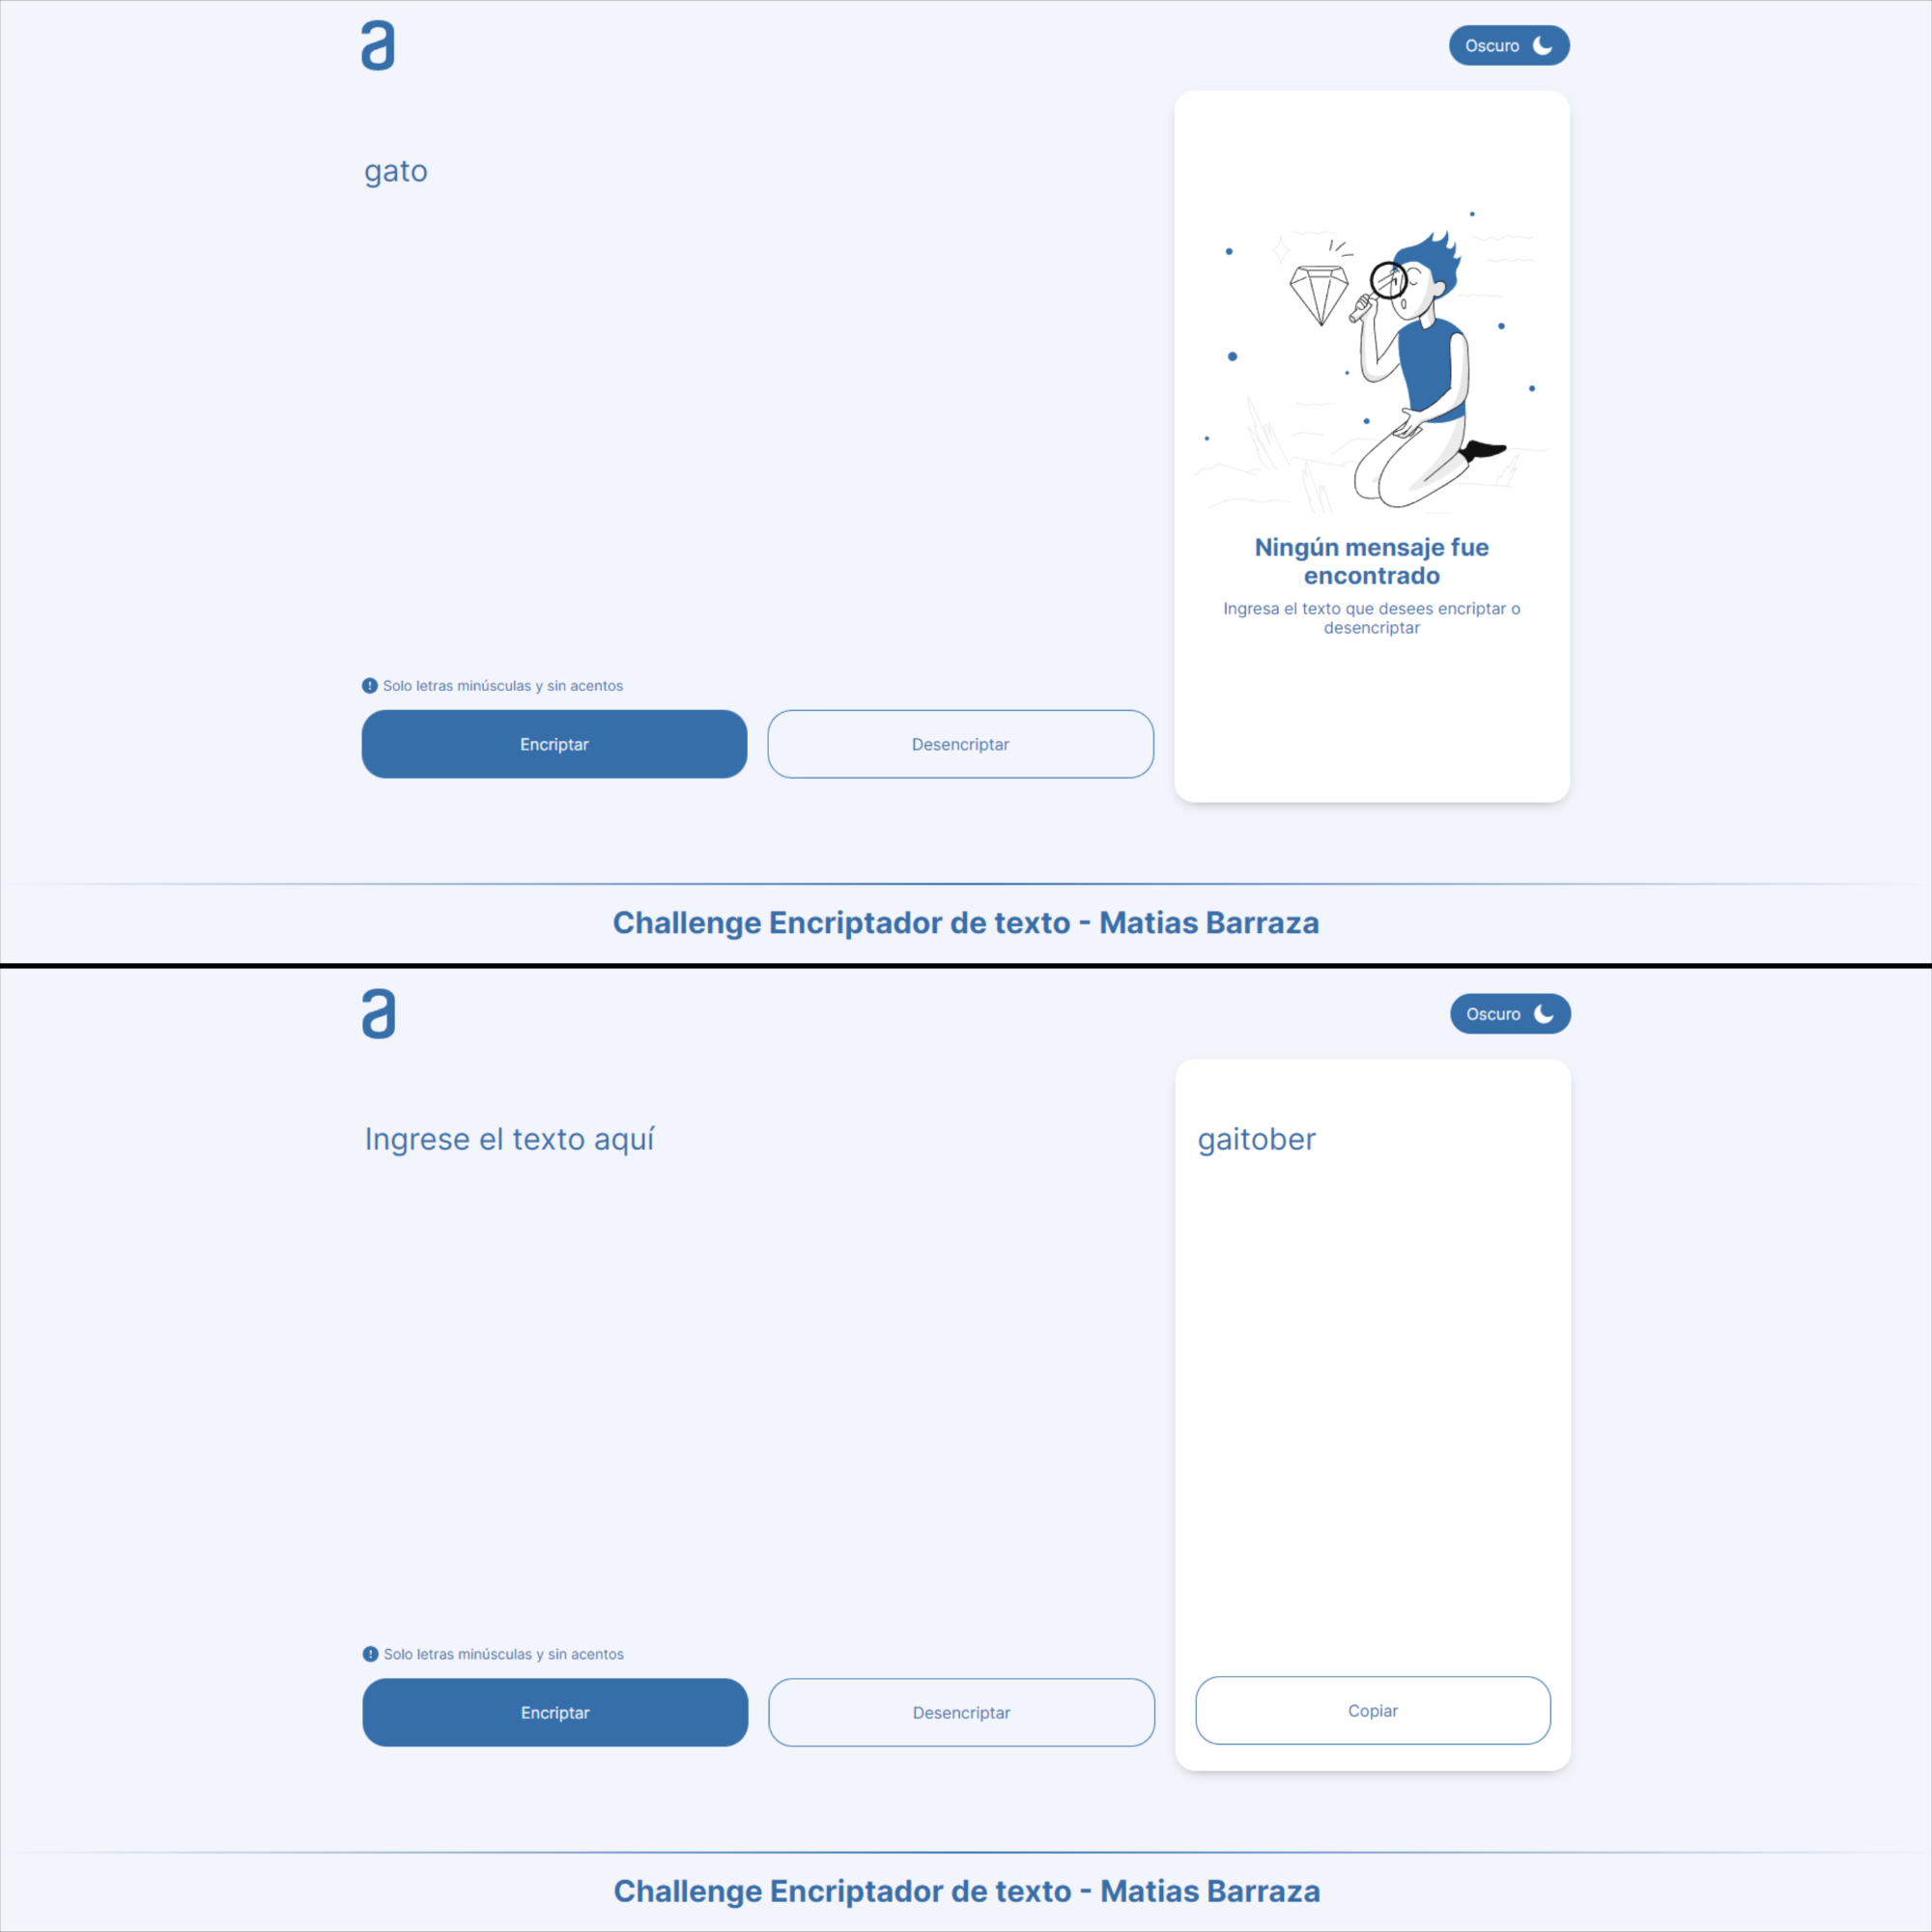 a
Oscuro
gato
Ningún mensaje fue
encontrado
Ingresa el texto que desees encriptar o
desencriptar
Solo letras minúsculas y sin acentos
Encriptar
Desencriptar
Challenge Encriptador de texto - Matias Barraza
a
Oscuro
Ingrese el texto aquí
gaitober
Solo letras minúsculas y sin acentos
Encriptar
Desencriptar
Copiar
Challenge Encriptador de texto - Matias Barraza